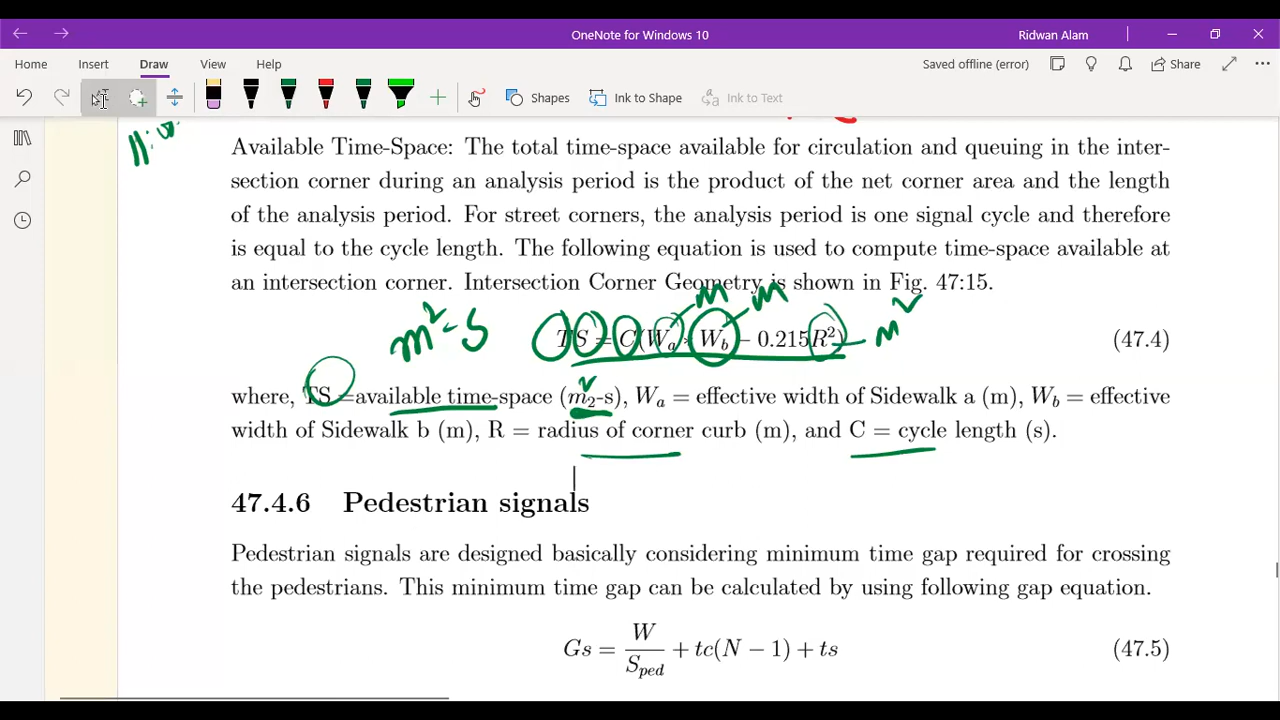 OneNote for Windows 10
Ridwan Alam
Home Insert Draw View Help
Saved offline (error)
Share
Shapes
Ink to Shape
Ink to Text
Available Time-Space: The total time-space available for circulation and queuing in the inter-
section corner during an analysis period is the product of the net corner area and the length
of the analysis period. For street corners, the analysis period is one signal cycle and therefore
is equal to the cycle length. The following equation is used to compute time-space available at
an intersection corner. Intersection Corner Geometry is shown in Fig. 47:15.
m m
m²-s
TS = C(Wₐ * W_b − 0.215R²) (47.4)
m²
where, TS =available time-space (m₂-s), Wₐ = effective width of Sidewalk a (m), W_b = effective
width of Sidewalk b (m), R = radius of corner curb (m), and C = cycle length (s).
47.4.6 Pedestrian signals
Pedestrian signals are designed basically considering minimum time gap required for crossing
the pedestrians. This minimum time gap can be calculated by using following gap equation.
Gs = W/S_ped + tc(N − 1) + ts (47.5)